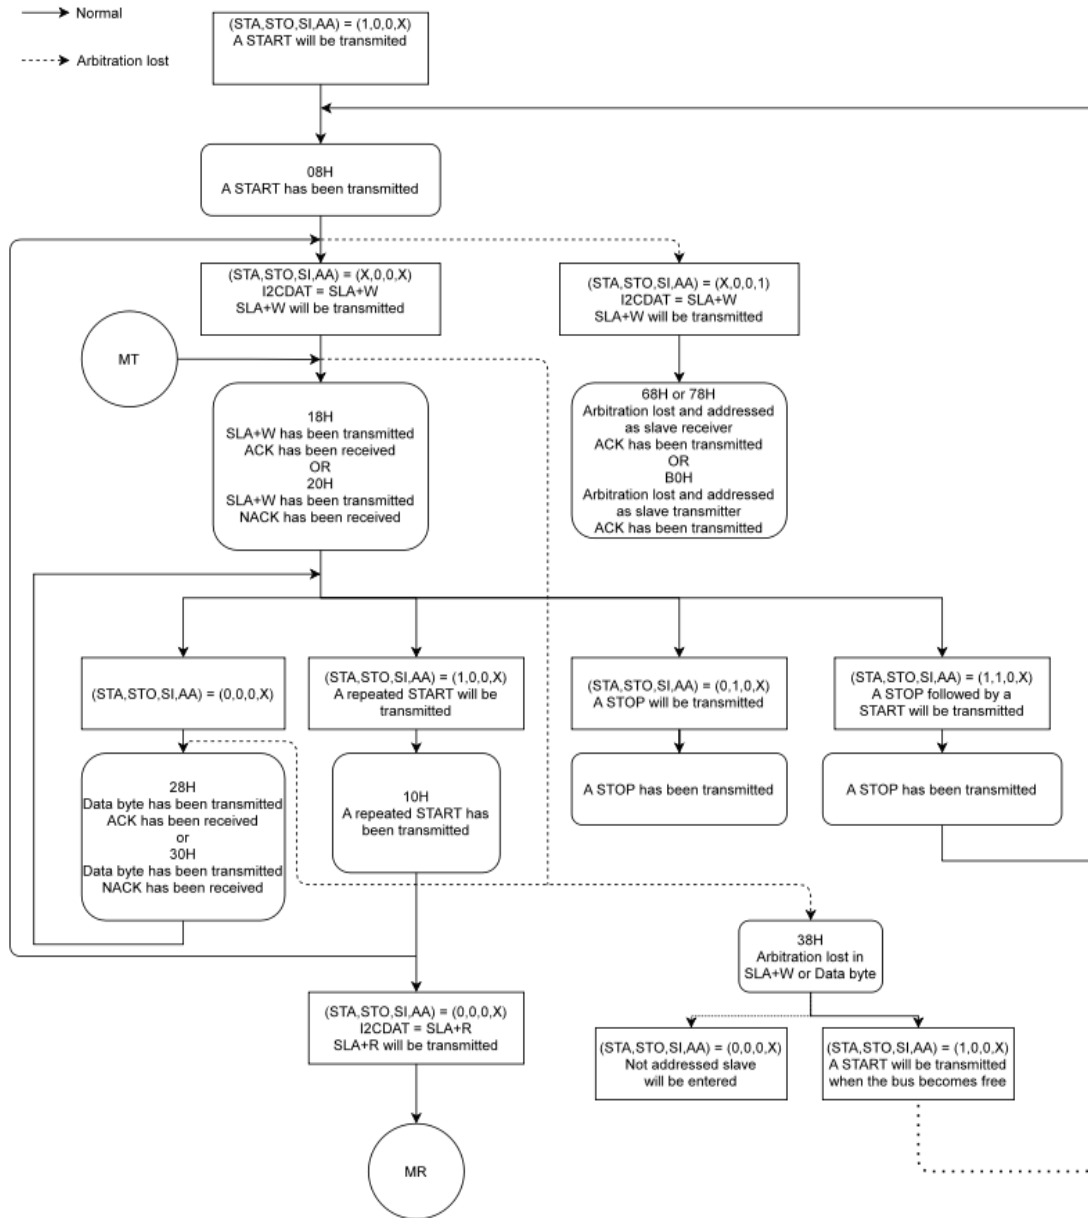 Normal
Arbitration lost
(STA,STO,SI,AA) = (1,0,0,X)
A START will be transmited
08H
A START has been transmitted
(STA,STO,SI,AA) = (X,0,0,X)
I2CDAT = SLA+W
SLA+W will be transmitted
(STA,STO,SI,AA) = (X,0,0,1)
I2CDAT = SLA+W
SLA+W will be transmitted
MT
18H
SLA+W has been transmitted
ACK has been received
OR
20H
SLA+W has been transmitted
NACK has been received
68H or 78H
Arbitration lost and addressed
as slave receiver
ACK has been transmitted
OR
B0H
Arbitration lost and addressed
as slave transmitter
ACK has been transmitted
(STA,STO,SI,AA) = (0,0,0,X)
(STA,STO,SI,AA) = (1,0,0,X)
A repeated START will be
transmitted
(STA,STO,SI,AA) = (0,1,0,X)
A STOP will be transmitted
(STA,STO,SI,AA) = (1,1,0,X)
A STOP followed by a
START will be transmitted
28H
Data byte has been transmitted
ACK has been received
or
30H
Data byte has been transmitted
NACK has been received
10H
A repeated START has
been transmitted
A STOP has been transmitted
A STOP has been transmitted
38H
Arbitration lost in
SLA+W or Data byte
(STA,STO,SI,AA) = (0,0,0,X)
I2CDAT = SLA+R
SLA+R will be transmitted
(STA,STO,SI,AA) = (0,0,0,X)
Not addressed slave
will be entered
(STA,STO,SI,AA) = (1,0,0,X)
A START will be transmitted
when the bus becomes free
MR